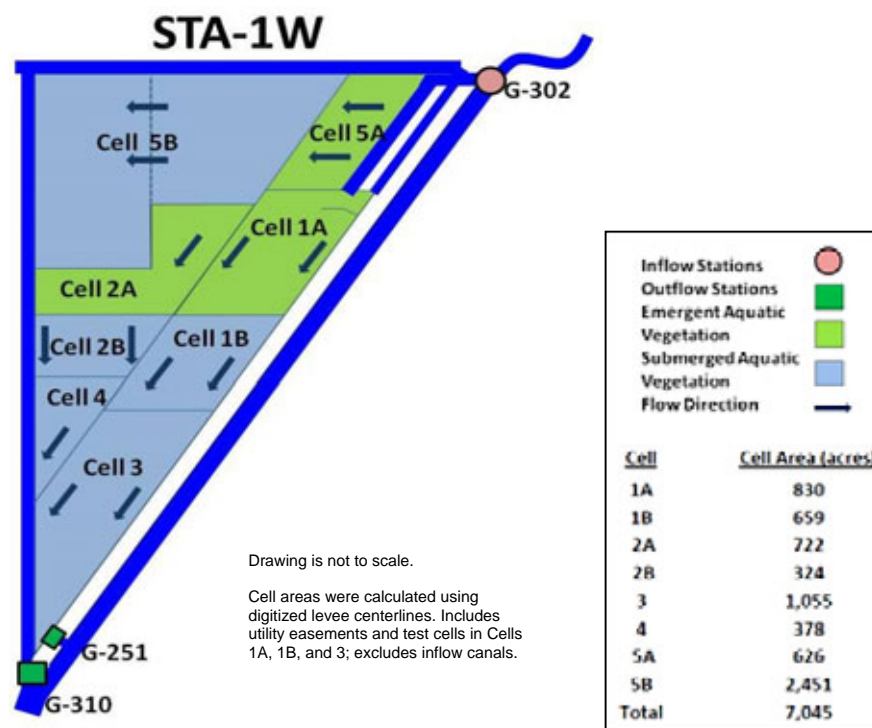 STA-1W
G-302
Cell 5A
Cell 5B
Cell 1A
Cell 2A
Cell 1B
Cell 2B
Cell 4
Cell 3
G-251
G-310
Drawing is not to scale.
Cell areas were calculated using
digitized levee centerlines. Includes
utility easements and test cells in Cells
1A, 1B, and 3; excludes inflow canals.
Inflow Stations
Outflow Stations
Emergent Aquatic
Vegetation
Submerged Aquatic
Vegetation
Flow Direction
Cell Cell Area (acres)
1A 830
1B 659
2A 722
2B 324
3 1,055
4 378
5A 626
5B 2,451
Total 7,045